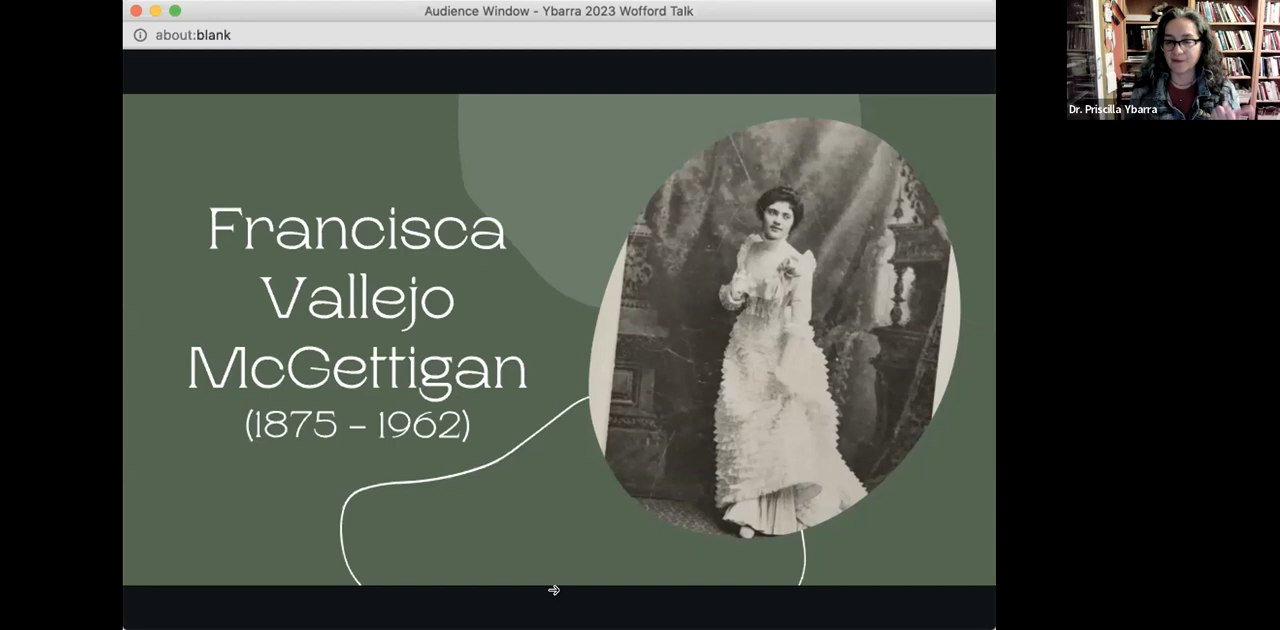 Audience Window - Ybarra 2023 Wofford Talk
about:blank
Dr. Priscilla Ybarra
Francisca
Vallejo
McGettigan
(1875 – 1962)